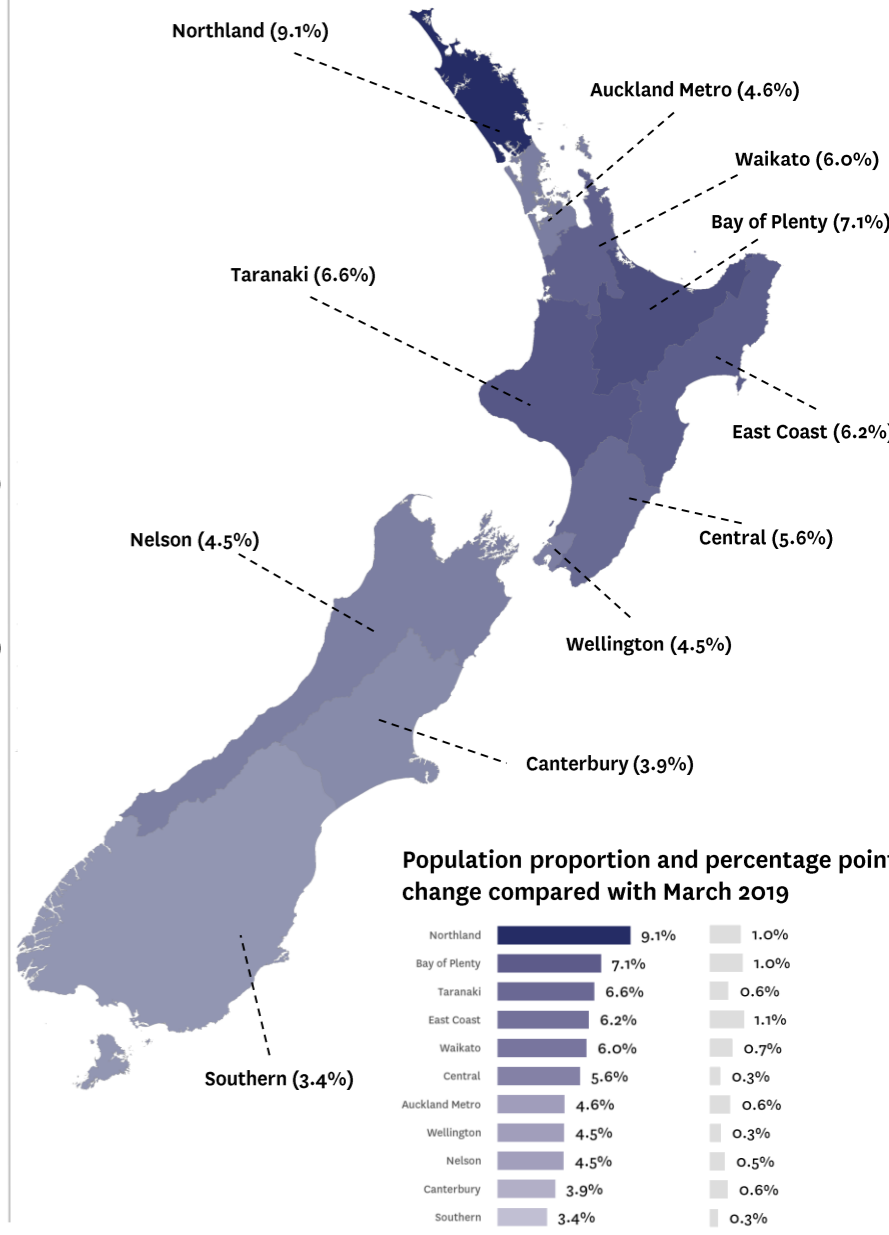 Northland (9.1%)
Auckland Metro (4.6%)
Waikato (6.0%)
Bay of Plenty (7.1%)
Taranaki (6.6%)
East Coast (6.2%)
Central (5.6%)
Nelson (4.5%)
Wellington (4.5%)
Canterbury (3.9%)
Southern (3.4%)
Population proportion and percentage poin
change compared with March 2019
Northland 9.1% 1.0%
Bay of Plenty 7.1% 1.0%
Taranaki 6.6% 0.6%
East Coast 6.2% 1.1%
Waikato 6.0% 0.7%
Central 5.6% 0.3%
Auckland Metro 4.6% 0.6%
Wellington 4.5% 0.3%
Nelson 4.5% 0.5%
Canterbury 3.9% 0.6%
Southern 3.4% 0.3%